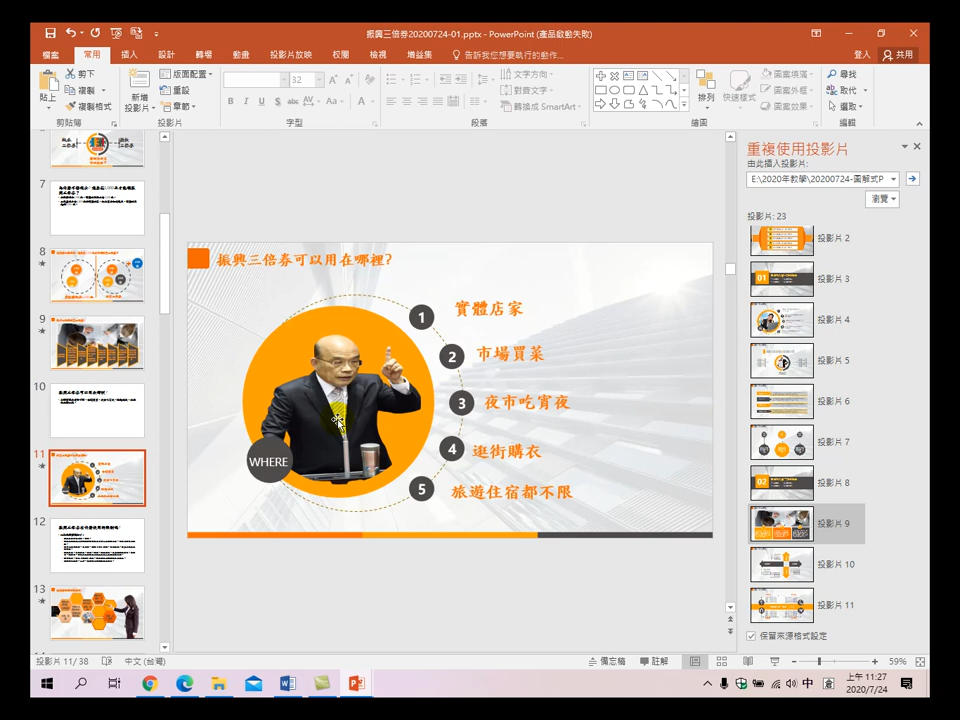 振興三倍券20200724-01.pptx - PowerPoint (產品啟動失敗)
檔案 常用 插入 設計 轉場 動畫 投影片放映 校閱 檢視 增益集 告訴我您想要執行的動作... 登入 共用
貼上 剪下 複製 複製格式 剪貼簿
新增投影片 版面配置 重設 章節 投影片
32
B I U S abc AV Aa A 字型
文字方向 對齊文字 轉換成 SmartArt 段落
排列 快速樣式 圖案填滿 圖案外框 圖案效果 繪圖
尋找 取代 選取 編輯
7
8
9
10
11
12
13
振興三倍券可以用在哪裡?
1 實體店家
2 市場買菜
3 夜市吃宵夜
4 逛街購衣
5 旅遊住宿都不限
WHERE
重複使用投影片
由此插入投影片:
E:\2020年教學\20200724-圖解式P
瀏覽
投影片: 23
投影片 2
投影片 3
投影片 4
投影片 5
投影片 6
投影片 7
投影片 8
投影片 9
投影片 10
投影片 11
保留來源格式設定
投影片 11/38 中文 (台灣) 備忘稿 註解 59%
中 上午 11:27
2020/7/24